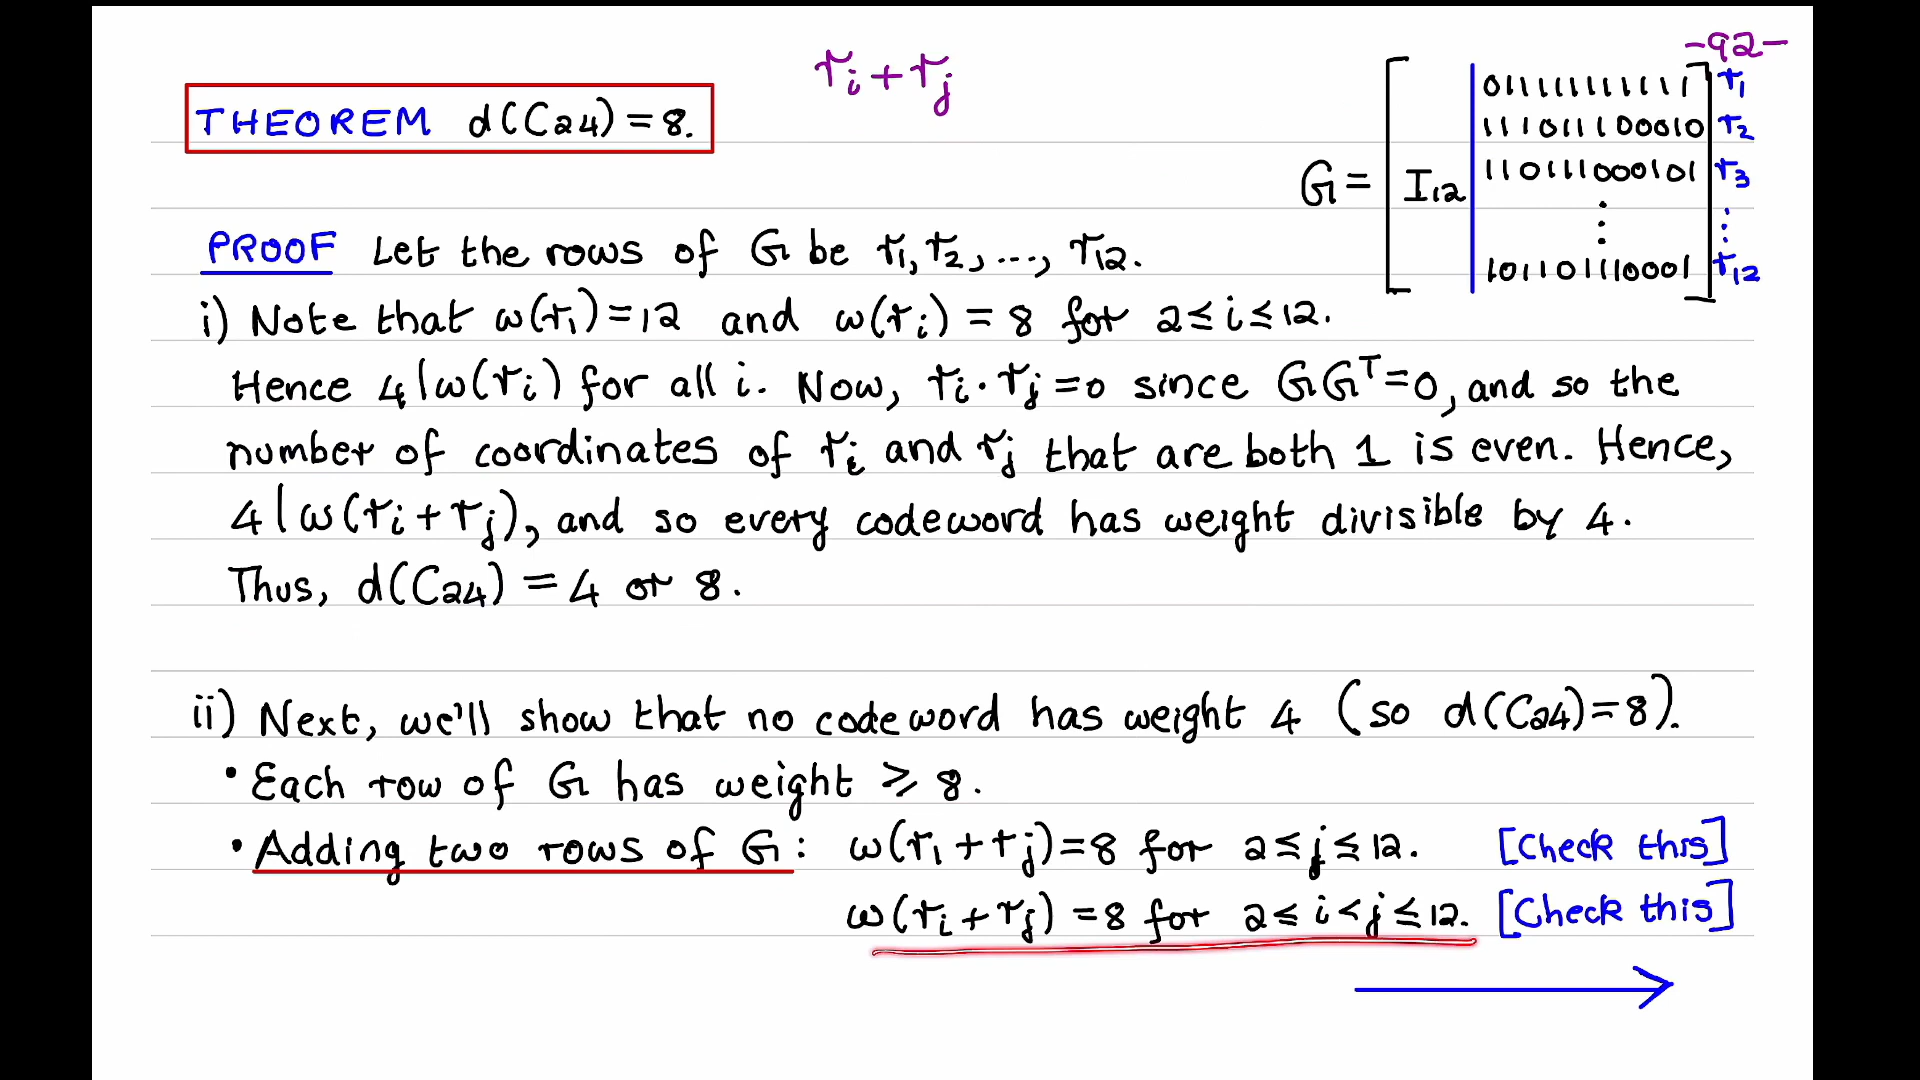 -92-
rᵢ + rⱼ
THEOREM d(C₂₄) = 8.
G = [ I₁₂ | 011111111111 ] r₁
111011100010 r₂
110111000101 r₃
⋮ ⋮
101101110001 r₁₂
PROOF Let the rows of G be r₁, r₂, ..., r₁₂.
i) Note that w(r₁) = 12 and w(rᵢ) = 8 for 2 ≤ i ≤ 12.
Hence 4 | w(rᵢ) for all i. Now, rᵢ · rⱼ = 0 since GGᵀ = 0, and so the
number of coordinates of rᵢ and rⱼ that are both 1 is even. Hence,
4 | w(rᵢ + rⱼ), and so every codeword has weight divisible by 4.
Thus, d(C₂₄) = 4 or 8.
ii) Next, we'll show that no codeword has weight 4 (so d(C₂₄) = 8).
• Each row of G has weight ≥ 8.
• Adding two rows of G: w(r₁ + rⱼ) = 8 for 2 ≤ j ≤ 12. [Check this]
w(rᵢ + rⱼ) = 8 for 2 ≤ i < j ≤ 12. [Check this]